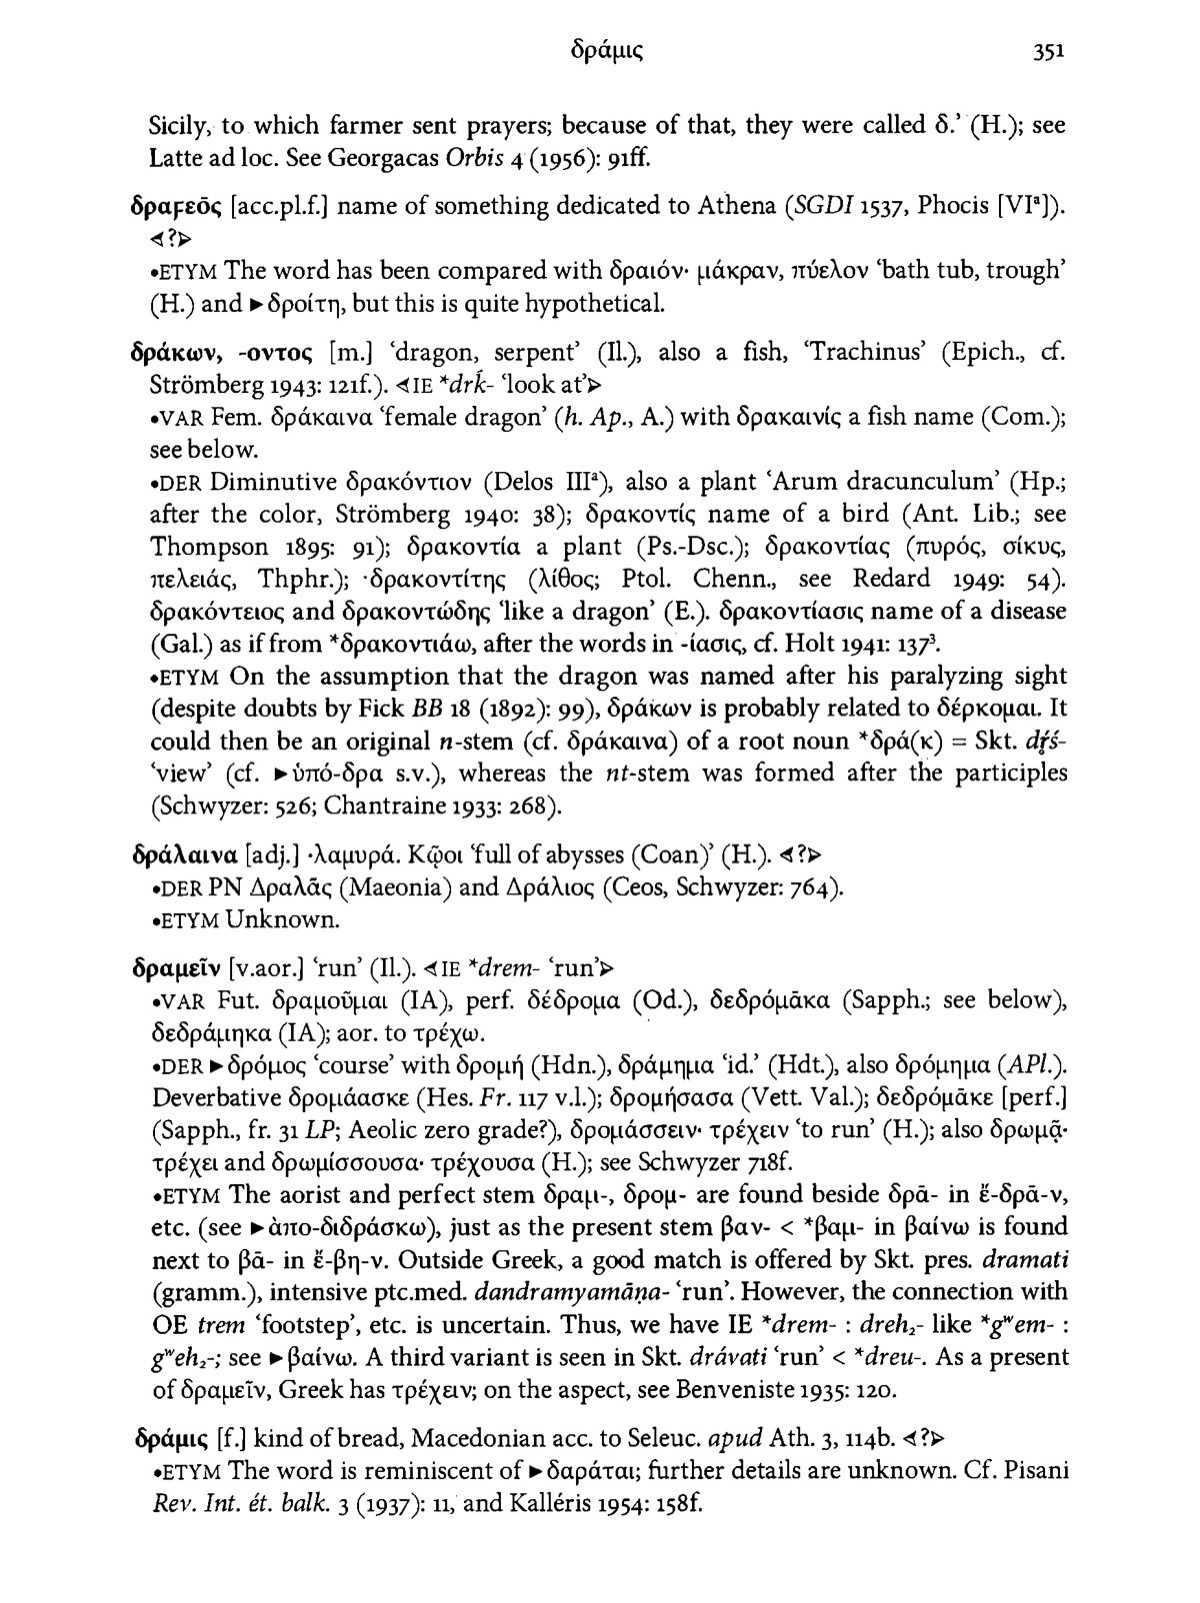 δράμις 351
Sicily, to which farmer sent prayers; because of that, they were called δ.’ (H.); see
Latte ad loc. See Georgacas Orbis 4 (1956): 91ff.
δραϝεο̄ς [acc.pl.f.] name of something dedicated to Athena (SGDI 1537, Phocis [VIᵃ]).
⋖?⋗
•ETYM The word has been compared with δραιόν· μάκραν, πύελον ‘bath tub, trough’
(H.) and ►δροίτη, but this is quite hypothetical.
δράκων, -οντος [m.] ‘dragon, serpent’ (Il.), also a fish, ‘Trachinus’ (Epich., cf.
Strömberg 1943: 121f.). ⋖IE *drḱ- ‘look at’⋗
•VAR Fem. δράκαινα ‘female dragon’ (h. Ap., A.) with δρακαινίς a fish name (Com.);
see below.
•DER Diminutive δρακόντιον (Delos IIIᵃ), also a plant ‘Arum dracunculum’ (Hp.;
after the color, Strömberg 1940: 38); δρακοντίς name of a bird (Ant. Lib.; see
Thompson 1895: 91); δρακοντία a plant (Ps.-Dsc.); δρακοντίας (πυρός, σίκυς,
πελειάς, Thphr.); δρακοντίτης (λίθος; Ptol. Chenn., see Redard 1949: 54).
δρακόντειος and δρακοντώδης ‘like a dragon’ (E.). δρακοντίασις name of a disease
(Gal.) as if from *δρακοντιάω, after the words in -ίασις, cf. Holt 1941: 137³.
•ETYM On the assumption that the dragon was named after his paralyzing sight
(despite doubts by Fick BB 18 (1892): 99), δράκων is probably related to δέρκομαι. It
could then be an original n-stem (cf. δράκαινα) of a root noun *δρά(κ) = Skt. dŕ̥ś-
‘view’ (cf. ►ὑπό-δρα s.v.), whereas the nt-stem was formed after the participles
(Schwyzer: 526; Chantraine 1933: 268).
δράλαινα [adj.] ·λαμυρά. Κῷοι ‘full of abysses (Coan)’ (H.). ⋖?⋗
•DER PN Δραλᾶς (Maeonia) and Δράλιος (Ceos, Schwyzer: 764).
•ETYM Unknown.
δραμεῖν [v.aor.] ‘run’ (Il.). ⋖IE *drem- ‘run’⋗
•VAR Fut. δραμοῦμαι (IA), perf. δέδρομα (Od.), δεδρόμᾱκα (Sapph.; see below),
δεδράμηκα (IA); aor. to τρέχω.
•DER ►δρόμος ‘course’ with δρομή (Hdn.), δράμημα ‘id.’ (Hdt.), also δρόμημα (APl.).
Deverbative δρομάασκε (Hes. Fr. 117 v.l.); δρομήσασα (Vett. Val.); δεδρόμᾱκε [perf.]
(Sapph., fr. 31 LP; Aeolic zero grade?), δρομάσσειν· τρέχειν ‘to run’ (H.); also δρωμᾷ·
τρέχει and δρωμίσσουσα· τρέχουσα (H.); see Schwyzer 718f.
•ETYM The aorist and perfect stem δραμ-, δρομ- are found beside δρᾱ- in ἔ-δρᾱ-ν,
etc. (see ►ἀπο-διδράσκω), just as the present stem βαν- < *βαμ- in βαίνω is found
next to βᾱ- in ἔ-βη-ν. Outside Greek, a good match is offered by Skt. pres. dramati
(gramm.), intensive ptc.med. dandramyamāṇa- ‘run’. However, the connection with
OE trem ‘footstep’, etc. is uncertain. Thus, we have IE *drem- : dreh₂- like *gʷem- :
gʷeh₂-; see ►βαίνω. A third variant is seen in Skt. drávati ‘run’ < *dreu-. As a present
of δραμεῖν, Greek has τρέχειν; on the aspect, see Benveniste 1935: 120.
δράμις [f.] kind of bread, Macedonian acc. to Seleuc. apud Ath. 3, 114b. ⋖?⋗
•ETYM The word is reminiscent of ►δαράται; further details are unknown. Cf. Pisani
Rev. Int. ét. balk. 3 (1937): 11, and Kalléris 1954: 158f.